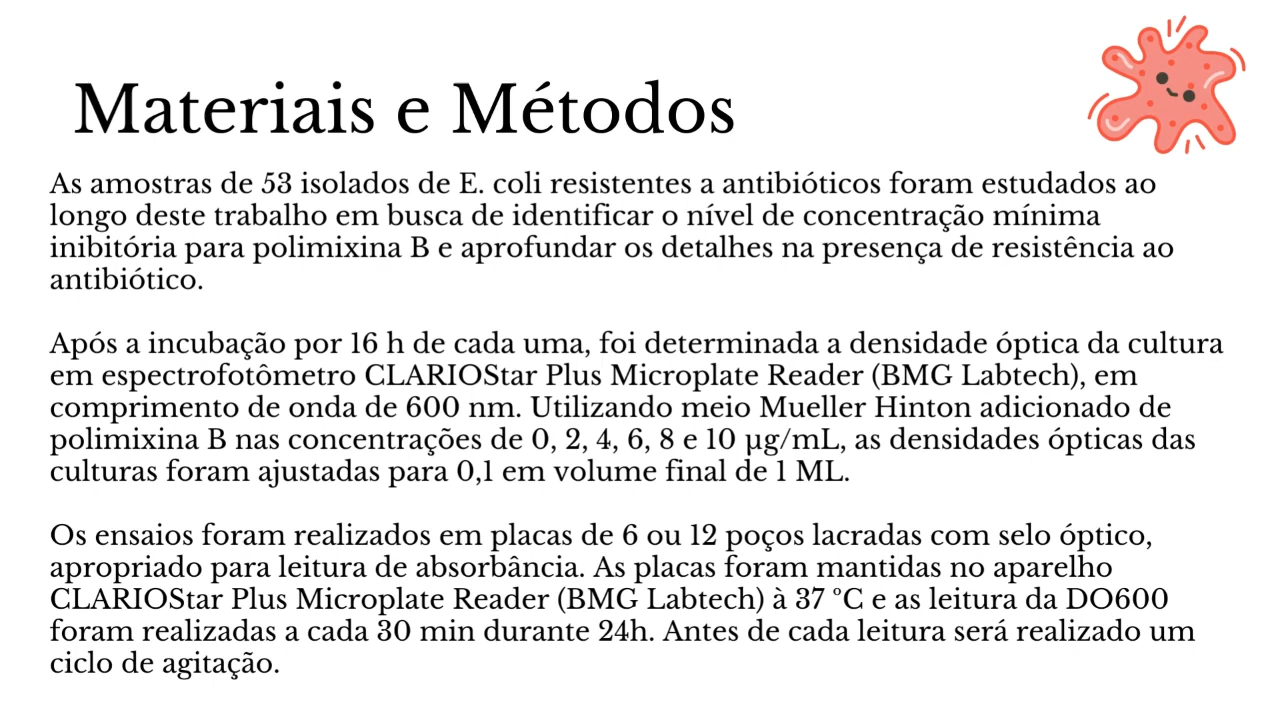 Materiais e Métodos
As amostras de 53 isolados de E. coli resistentes a antibióticos foram estudados ao
longo deste trabalho em busca de identificar o nível de concentração mínima
inibitória para polimixina B e aprofundar os detalhes na presença de resistência ao
antibiótico.
Após a incubação por 16 h de cada uma, foi determinada a densidade óptica da cultura
em espectrofotômetro CLARIOStar Plus Microplate Reader (BMG Labtech), em
comprimento de onda de 600 nm. Utilizando meio Mueller Hinton adicionado de
polimixina B nas concentrações de 0, 2, 4, 6, 8 e 10 µg/mL, as densidades ópticas das
culturas foram ajustadas para 0,1 em volume final de 1 ML.
Os ensaios foram realizados em placas de 6 ou 12 poços lacradas com selo óptico,
apropriado para leitura de absorbância. As placas foram mantidas no aparelho
CLARIOStar Plus Microplate Reader (BMG Labtech) à 37 ºC e as leitura da DO600
foram realizadas a cada 30 min durante 24h. Antes de cada leitura será realizado um
ciclo de agitação.